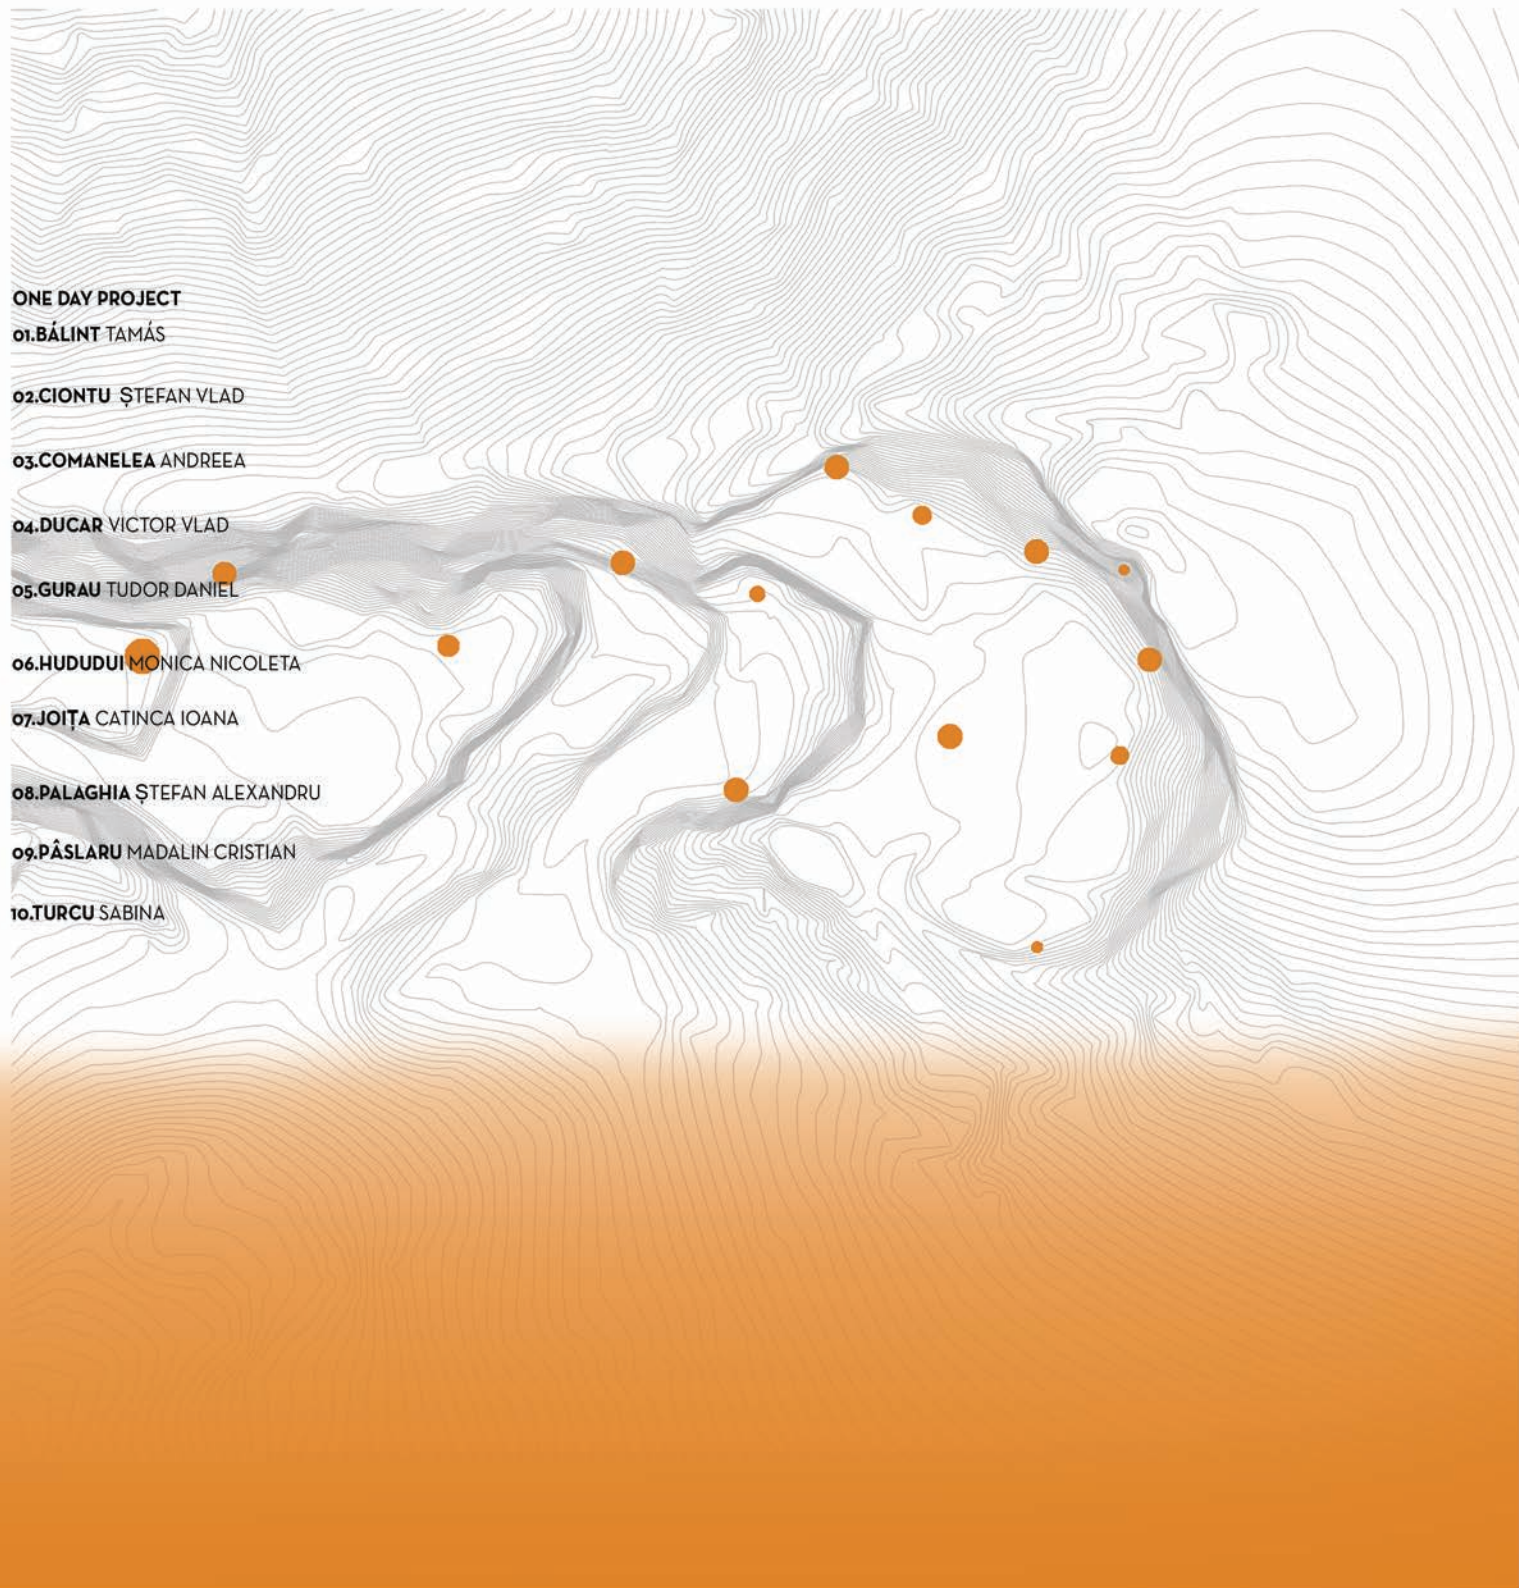 ONE DAY PROJECT
01.BÁLINT TAMÁS
02.CIONTU ȘTEFAN VLAD
03.COMANELEA ANDREEA
04.DUCAR VICTOR VLAD
05.GURAU TUDOR DANIEL
06.HUDUDUI MONICA NICOLETA
07.JOIȚA CATINCA IOANA
08.PALAGHIA ȘTEFAN ALEXANDRU
09.PÂSLARU MADALIN CRISTIAN
10.TURCU SABINA